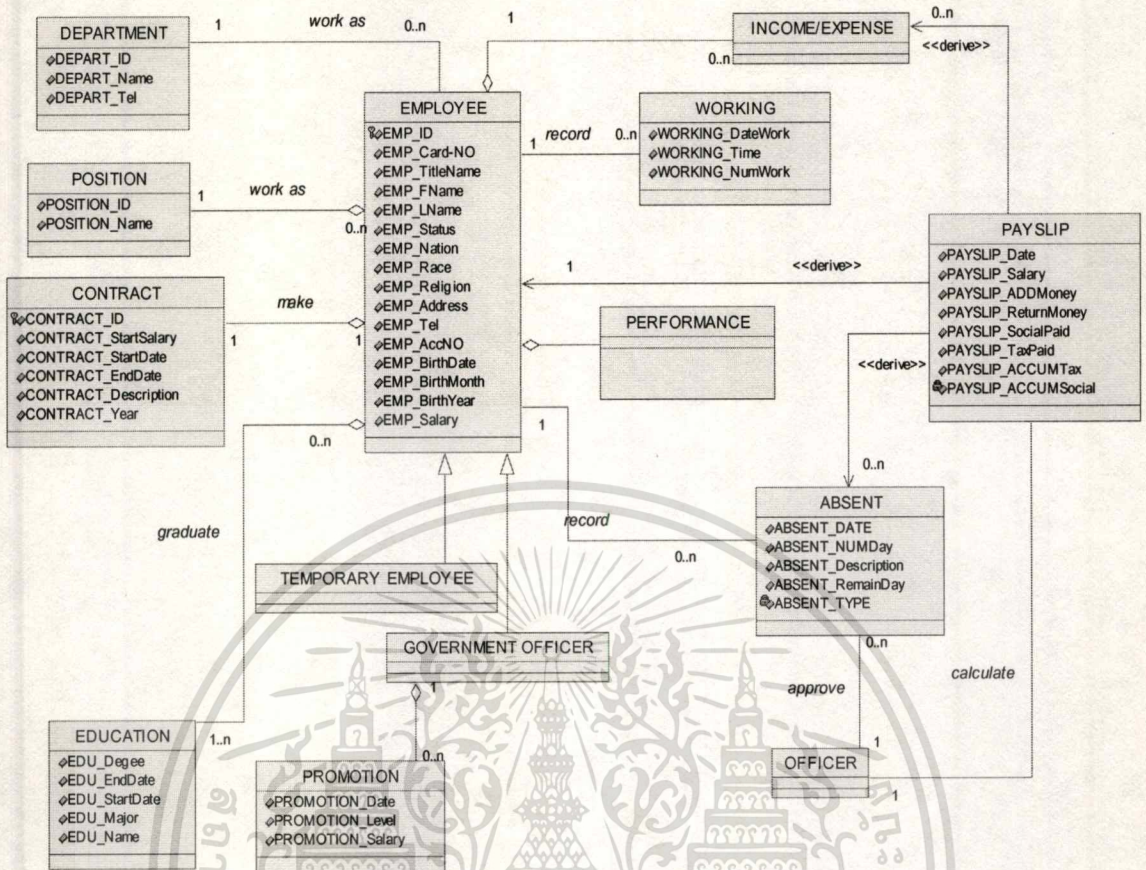 DEPARTMENT
DEPART_ID
DEPART_Name
DEPART_Tel
1
work as
0..n
1
INCOME/EXPENSE
0..n
0..n
<<derive>>
EMPLOYEE
EMP_ID
EMP_Card-NO
EMP_TitleName
EMP_FName
EMP_LName
EMP_Status
EMP_Nation
EMP_Race
EMP_Religion
EMP_Address
EMP_Tel
EMP_AccNO
EMP_BirthDate
EMP_BirthMonth
EMP_BirthYear
EMP_Salary
1
record
0..n
WORKING
WORKING_DateWork
WORKING_Time
WORKING_NumWork
POSITION
POSITION_ID
POSITION_Name
1
work as
0..n
CONTRACT
CONTRACT_ID
CONTRACT_StartSalary
CONTRACT_StartDate
CONTRACT_EndDate
CONTRACT_Description
CONTRACT_Year
make
1
1
1
<<derive>>
PERFORMANCE
PAYSLIP
PAYSLIP_Date
PAYSLIP_Salary
PAYSLIP_ADDMoney
PAYSLIP_ReturnMoney
PAYSLIP_SocialPaid
PAYSLIP_TaxPaid
PAYSLIP_ACCUMTax
PAYSLIP_ACCUMSocial
<<derive>>
0..n
0..n
graduate
1
record
0..n
ABSENT
ABSENT_DATE
ABSENT_NUMDay
ABSENT_Description
ABSENT_RemainDay
ABSENT_TYPE
TEMPORARY EMPLOYEE
GOVERNMENT OFFICER
1
0..n
0..n
approve
calculate
1
OFFICER
1
EDUCATION
EDU_Degee
EDU_EndDate
EDU_StartDate
EDU_Major
EDU_Name
1..n
PROMOTION
PROMOTION_Date
PROMOTION_Level
PROMOTION_Salary